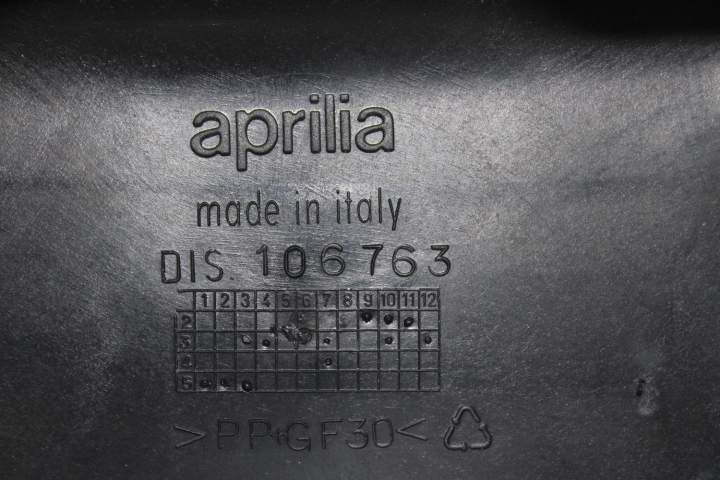 aprilia
made in italy
DIS. 106763
1 2 3 4 5 6 7 8 9 10 11 12
2
3
4
5
>PP+GF30<